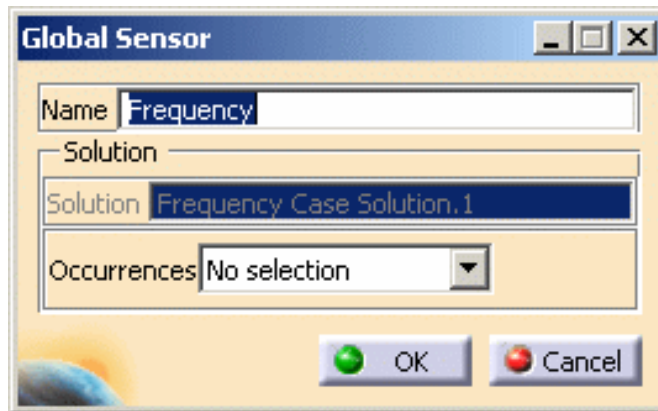 Global Sensor
Name Frequency
Solution
Solution Frequency Case Solution.1
Occurrences No selection
OK Cancel